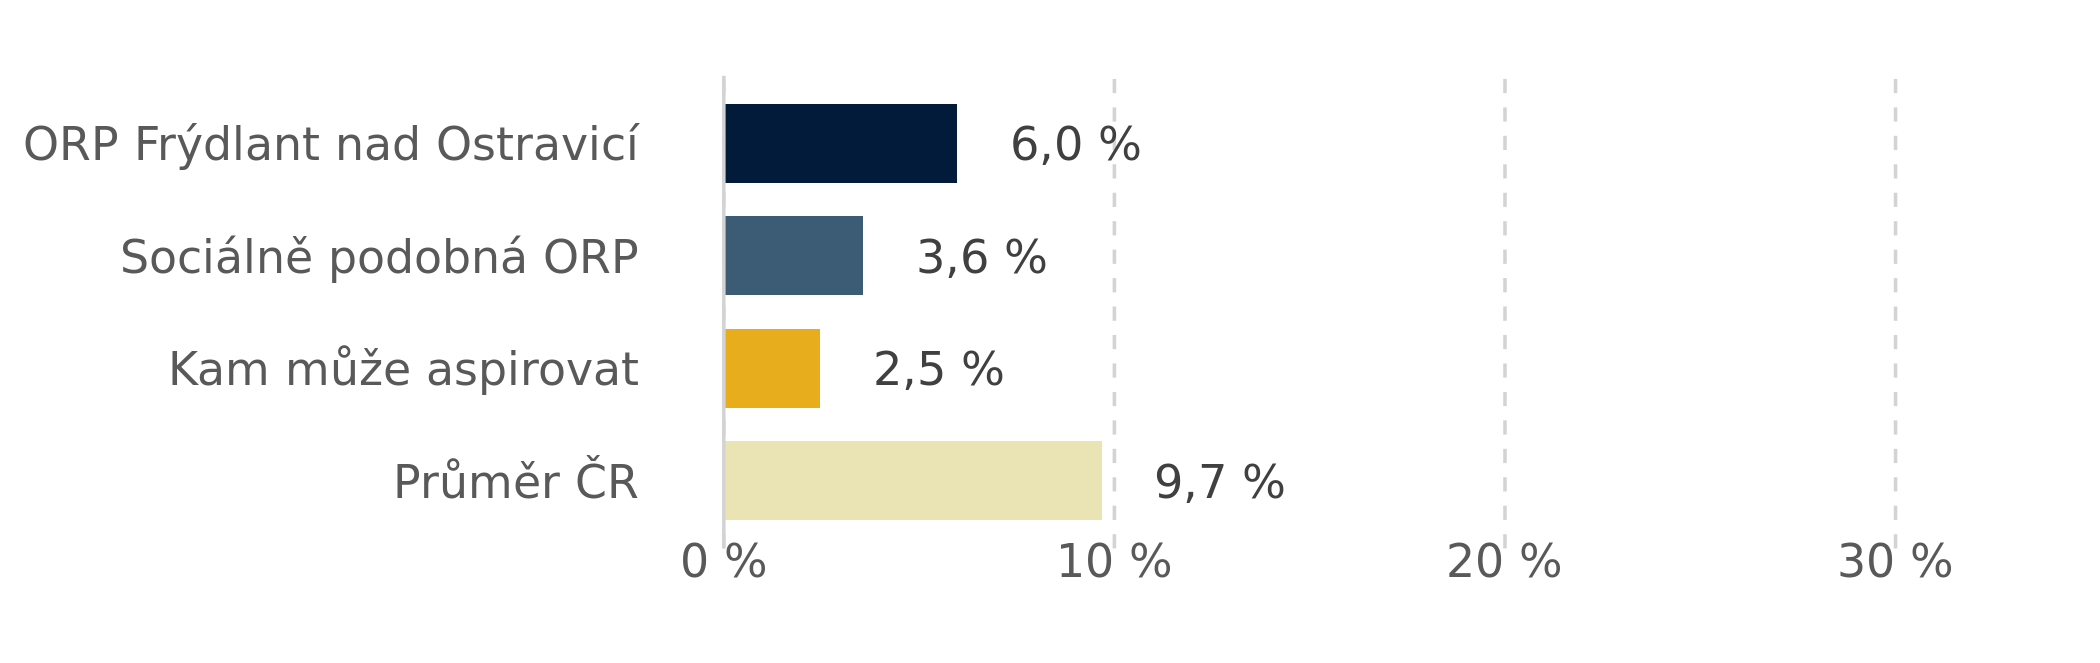 ORP Frýdlant nad Ostravicí 6,0 %
Sociálně podobná ORP 3,6 %
Kam může aspirovat 2,5 %
Průměr ČR 9,7 %
0 % 10 % 20 % 30 %